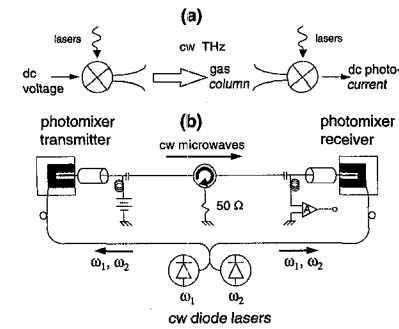 (a)
lasers
lasers
cw THz
dc
voltage
gas
column
dc photo-
current
photomixer
transmitter
(b)
photomixer
receiver
cw microwaves
50 Ω
A
ω₁, ω₂
ω₁, ω₂
ω₁
ω₂
cw diode lasers